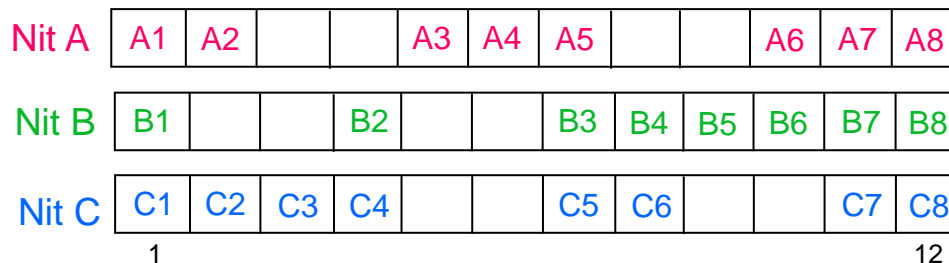 Nit A A1 A2 A3 A4 A5 A6 A7 A8
Nit B B1 B2 B3 B4 B5 B6 B7 B8
Nit C C1 C2 C3 C4 C5 C6 C7 C8
1 12